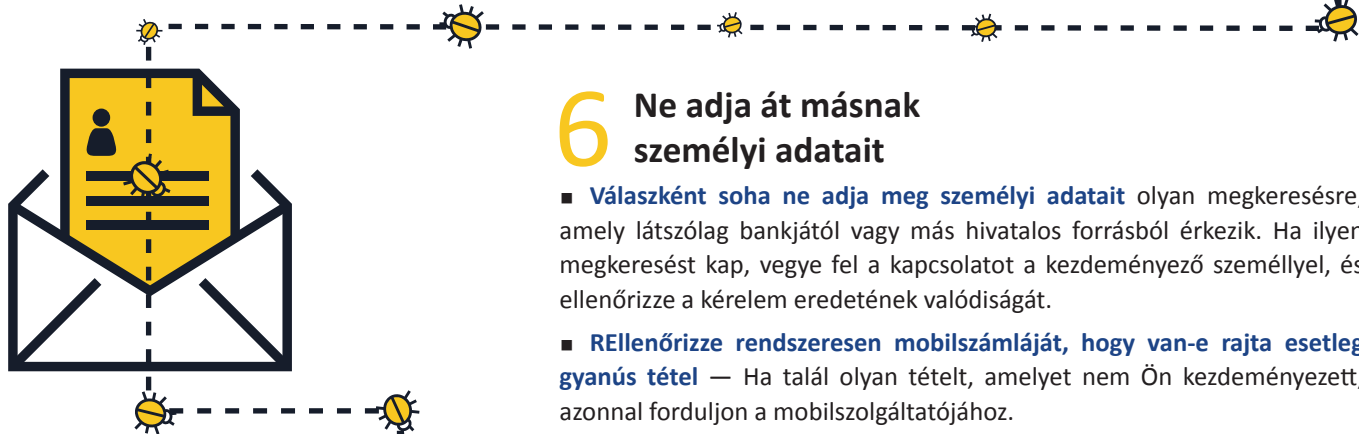 6 Ne adja át másnak
személyi adatait
▪ Válaszként soha ne adja meg személyi adatait olyan megkeresésre,
amely látszólag bankjától vagy más hivatalos forrásból érkezik. Ha ilyen
megkeresést kap, vegye fel a kapcsolatot a kezdeményező személlyel, és
ellenőrizze a kérelem eredetének valódiságát.
▪ REllenőrizze rendszeresen mobilszámláját, hogy van-e rajta esetleg
gyanús tétel — Ha talál olyan tételt, amelyet nem Ön kezdeményezett,
azonnal forduljon a mobilszolgáltatójához.